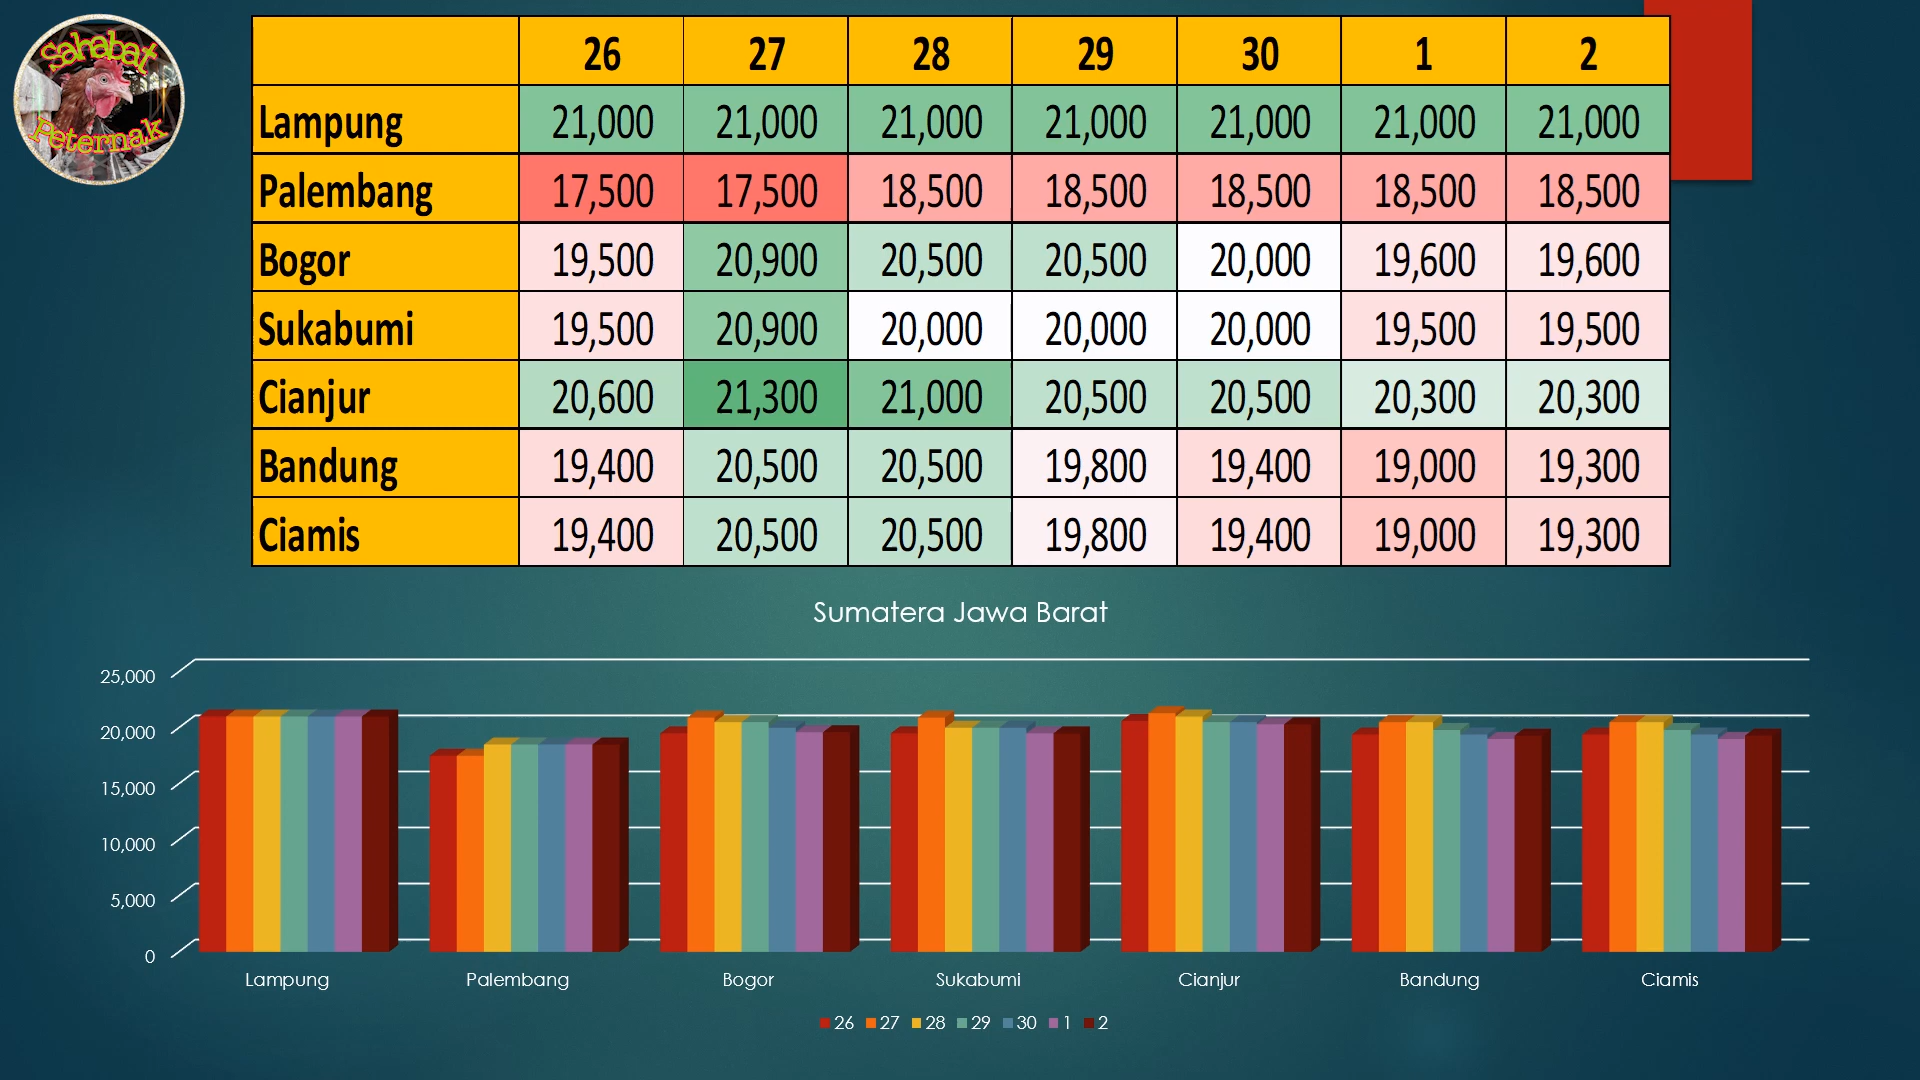 Sahabat
Peternak
26 27 28 29 30 1 2
Lampung 21,000 21,000 21,000 21,000 21,000 21,000 21,000
Palembang 17,500 17,500 18,500 18,500 18,500 18,500 18,500
Bogor 19,500 20,900 20,500 20,500 20,000 19,600 19,600
Sukabumi 19,500 20,900 20,000 20,000 20,000 19,500 19,500
Cianjur 20,600 21,300 21,000 20,500 20,500 20,300 20,300
Bandung 19,400 20,500 20,500 19,800 19,400 19,000 19,300
Ciamis 19,400 20,500 20,500 19,800 19,400 19,000 19,300
Sumatera Jawa Barat
25,000
20,000
15,000
10,000
5,000
0
Lampung Palembang Bogor Sukabumi Cianjur Bandung Ciamis
26 27 28 29 30 1 2